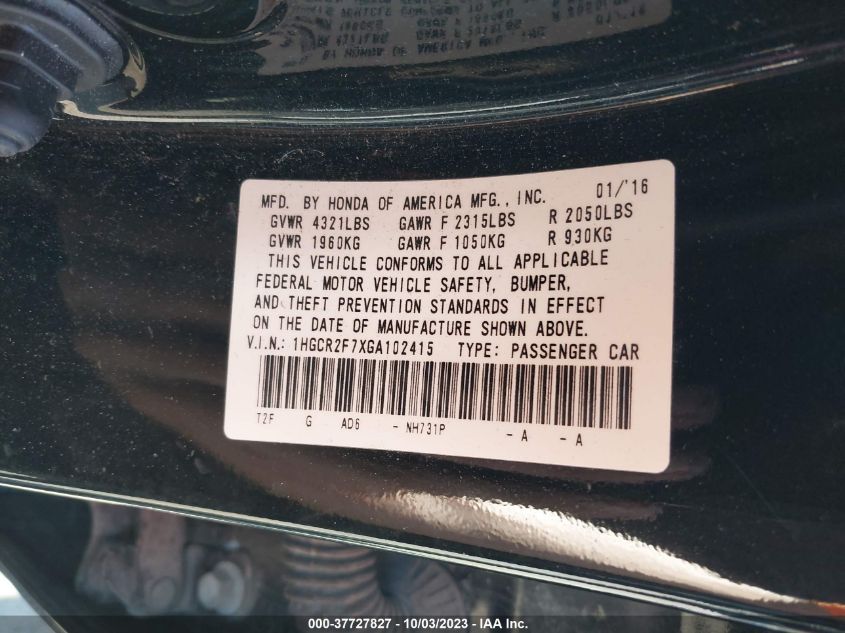 MFD. BY HONDA OF AMERICA MFG., INC. 01/'16
GVWR 4321LBS GAWR F 2315LBS R 2050LBS
GVWR 1960KG GAWR F 1050KG R 930KG
THIS VEHICLE CONFORMS TO ALL APPLICABLE
FEDERAL MOTOR VEHICLE SAFETY, BUMPER,
AND THEFT PREVENTION STANDARDS IN EFFECT
ON THE DATE OF MANUFACTURE SHOWN ABOVE.
V.I.N.: 1HGCR2F7XGA102415 TYPE: PASSENGER CAR
T2F G AD6 - NH731P - A - A
000-37727827 - 10/03/2023 - IAA Inc.